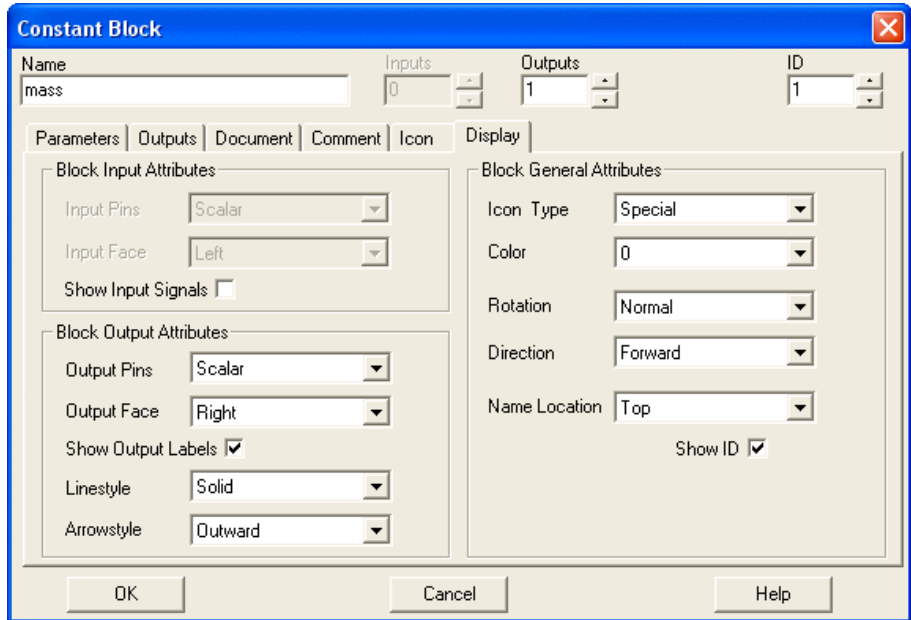 Constant Block
Name Inputs Outputs ID
mass 0 1 1
Parameters Outputs Document Comment Icon Display
Block Input Attributes
Input Pins Scalar
Input Face Left
Show Input Signals
Block Output Attributes
Output Pins Scalar
Output Face Right
Show Output Labels
Linestyle Solid
Arrowstyle Outward
Block General Attributes
Icon Type Special
Color 0
Rotation Normal
Direction Forward
Name Location Top
Show ID
OK Cancel Help